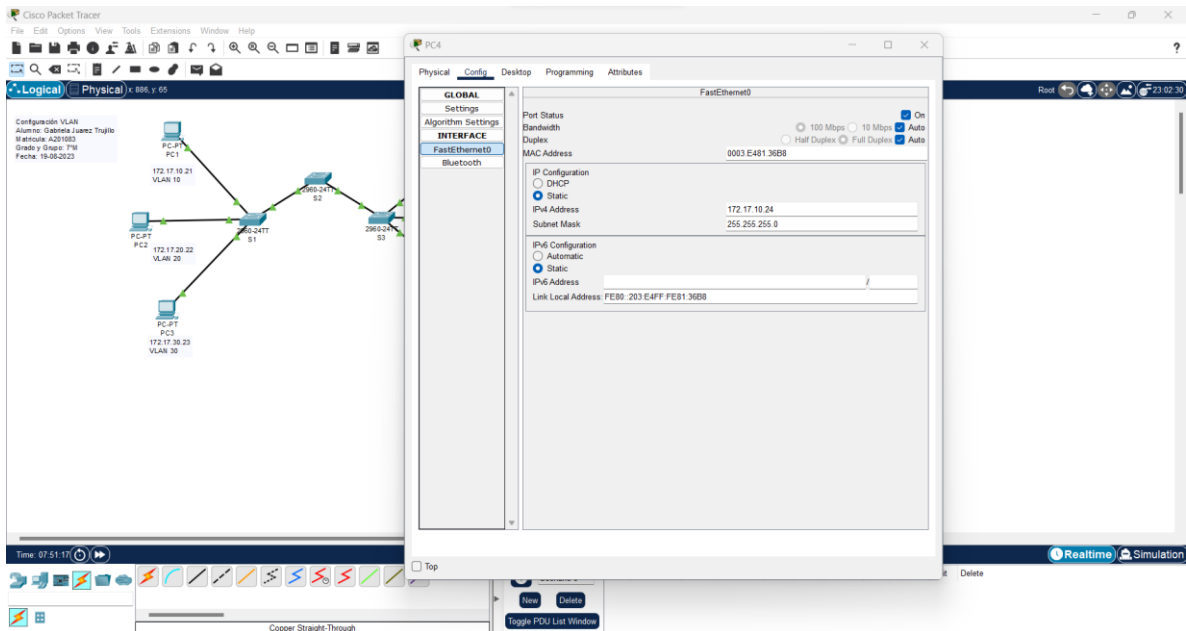 Cisco Packet Tracer
File Edit Options View Tools Extensions Window Help
?
Logical Physical x: 886, y: 65
Root 23:02:30
Configuración VLAN
Alumno: Gabriela Juarez Trujillo
Matricula: A201083
Grado y Grupo: 7°M
Fecha: 19-08-2023
PC-PT
PC1
172.17.10.21
VLAN 10
2960-24TT
S2
PC-PT
PC2
172.17.20.22
VLAN 20
2960-24TT
S1
2960-24TT
S3
PC-PT
PC3
172.17.30.23
VLAN 30
PC4
Physical Config Desktop Programming Attributes
GLOBAL
Settings
Algorithm Settings
INTERFACE
FastEthernet0
Bluetooth
FastEthernet0
Port Status On
Bandwidth 100 Mbps 10 Mbps Auto
Duplex Half Duplex Full Duplex Auto
MAC Address 0003.E481.36B8
IP Configuration
DHCP
Static
IPv4 Address 172.17.10.24
Subnet Mask 255.255.255.0
IPv6 Configuration
Automatic
Static
IPv6 Address /
Link Local Address: FE80::203:E4FF:FE81:36B8
Top
Time: 07:51:17
Realtime Simulation
Delete
New Delete
Toggle PDU List Window
Copper Straight-Through